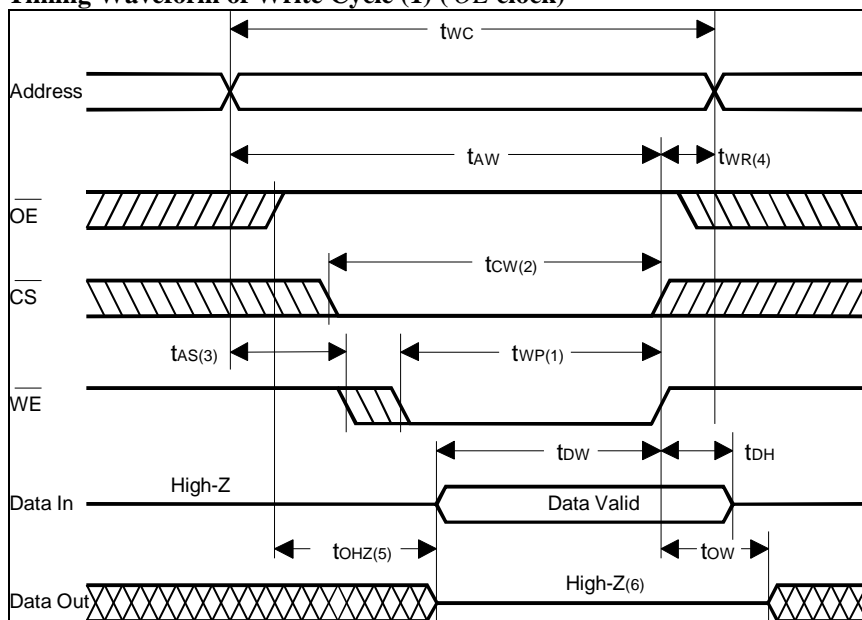 Timing Waveform of Write Cycle (1) (OE clock)
tWC
Address
tAW
tWR(4)
OE
tCW(2)
CS
tAS(3)
tWP(1)
WE
tDW
tDH
High-Z
Data In
Data Valid
tOHZ(5)
tOW
High-Z(6)
Data Out